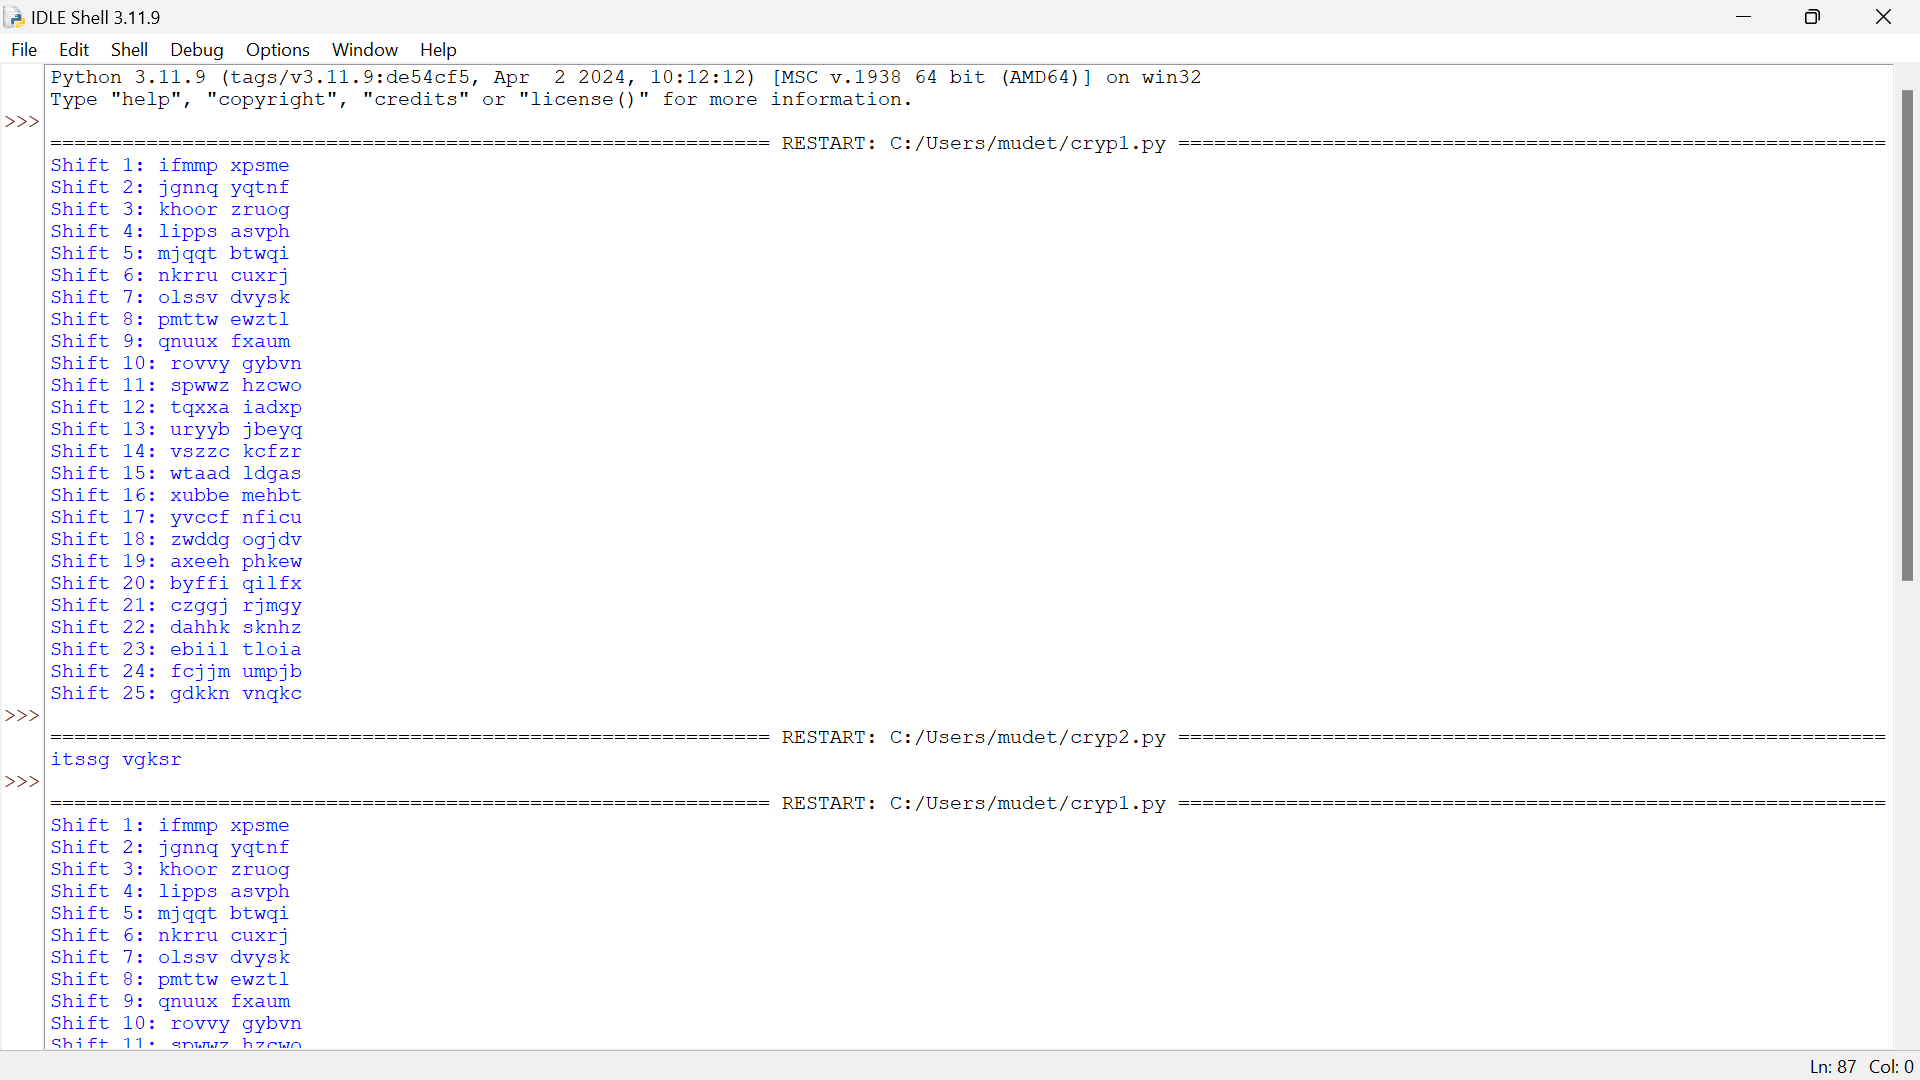 IDLE Shell 3.11.9
File Edit Shell Debug Options Window Help
Python 3.11.9 (tags/v3.11.9:de54cf5, Apr  2 2024, 10:12:12) [MSC v.1938 64 bit (AMD64)] on win32
Type "help", "copyright", "credits" or "license()" for more information.
>>>
============================================================ RESTART: C:/Users/mudet/cryp1.py ===========================================================
Shift 1: ifmmp xpsme
Shift 2: jgnnq yqtnf
Shift 3: khoor zruog
Shift 4: lipps asvph
Shift 5: mjqqt btwqi
Shift 6: nkrru cuxrj
Shift 7: olssv dvysk
Shift 8: pmttw ewztl
Shift 9: qnuux fxaum
Shift 10: rovvy gybvn
Shift 11: spwwz hzcwo
Shift 12: tqxxa iadxp
Shift 13: uryyb jbeyq
Shift 14: vszzc kcfzr
Shift 15: wtaad ldgas
Shift 16: xubbe mehbt
Shift 17: yvccf nficu
Shift 18: zwddg ogjdv
Shift 19: axeeh phkew
Shift 20: byffi qilfx
Shift 21: czggj rjmgy
Shift 22: dahhk sknhz
Shift 23: ebiil tloia
Shift 24: fcjjm umpjb
Shift 25: gdkkn vnqkc
>>>
============================================================ RESTART: C:/Users/mudet/cryp2.py ===========================================================
itssg vgksr
>>>
============================================================ RESTART: C:/Users/mudet/cryp1.py ===========================================================
Shift 1: ifmmp xpsme
Shift 2: jgnnq yqtnf
Shift 3: khoor zruog
Shift 4: lipps asvph
Shift 5: mjqqt btwqi
Shift 6: nkrru cuxrj
Shift 7: olssv dvysk
Shift 8: pmttw ewztl
Shift 9: qnuux fxaum
Shift 10: rovvy gybvn
Shift 11: spwwz hzcwo
Ln: 87 Col: 0